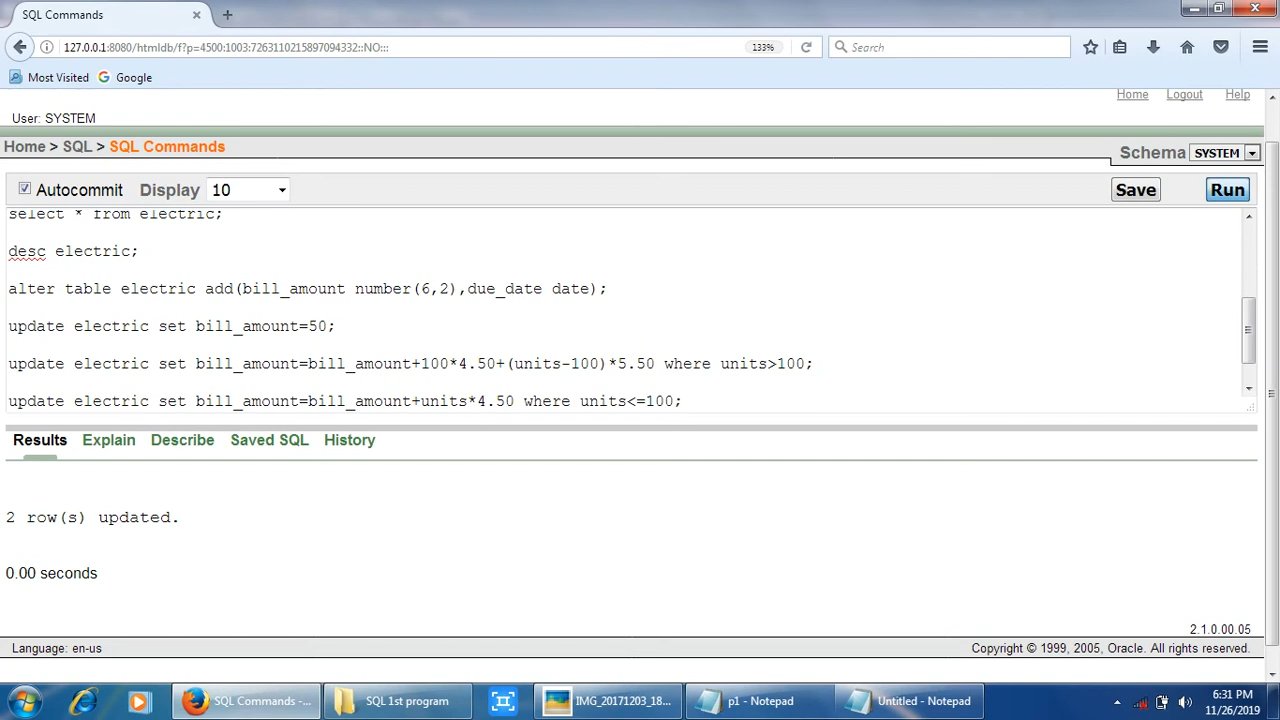 SQL Commands
127.0.0.1:8080/htmldb/f?p=4500:1003:7263110215897094332::NO:::
133%
Search
Most Visited
Google
Home
Logout
Help
User: SYSTEM
Home > SQL > SQL Commands
Schema
SYSTEM
Autocommit
Display
10
Save
Run
select * from electric;
desc electric;
alter table electric add(bill_amount number(6,2),due_date date);
update electric set bill_amount=50;
update electric set bill_amount=bill_amount+100*4.50+(units-100)*5.50 where units>100;
update electric set bill_amount=bill_amount+units*4.50 where units<=100;
Results
Explain
Describe
Saved SQL
History
2 row(s) updated.
0.00 seconds
2.1.0.00.05
Language: en-us
Copyright © 1999, 2005, Oracle. All rights reserved.
SQL Commands -...
SQL 1st program
IMG_20171203_18...
p1 - Notepad
Untitled - Notepad
6:31 PM
11/26/2019